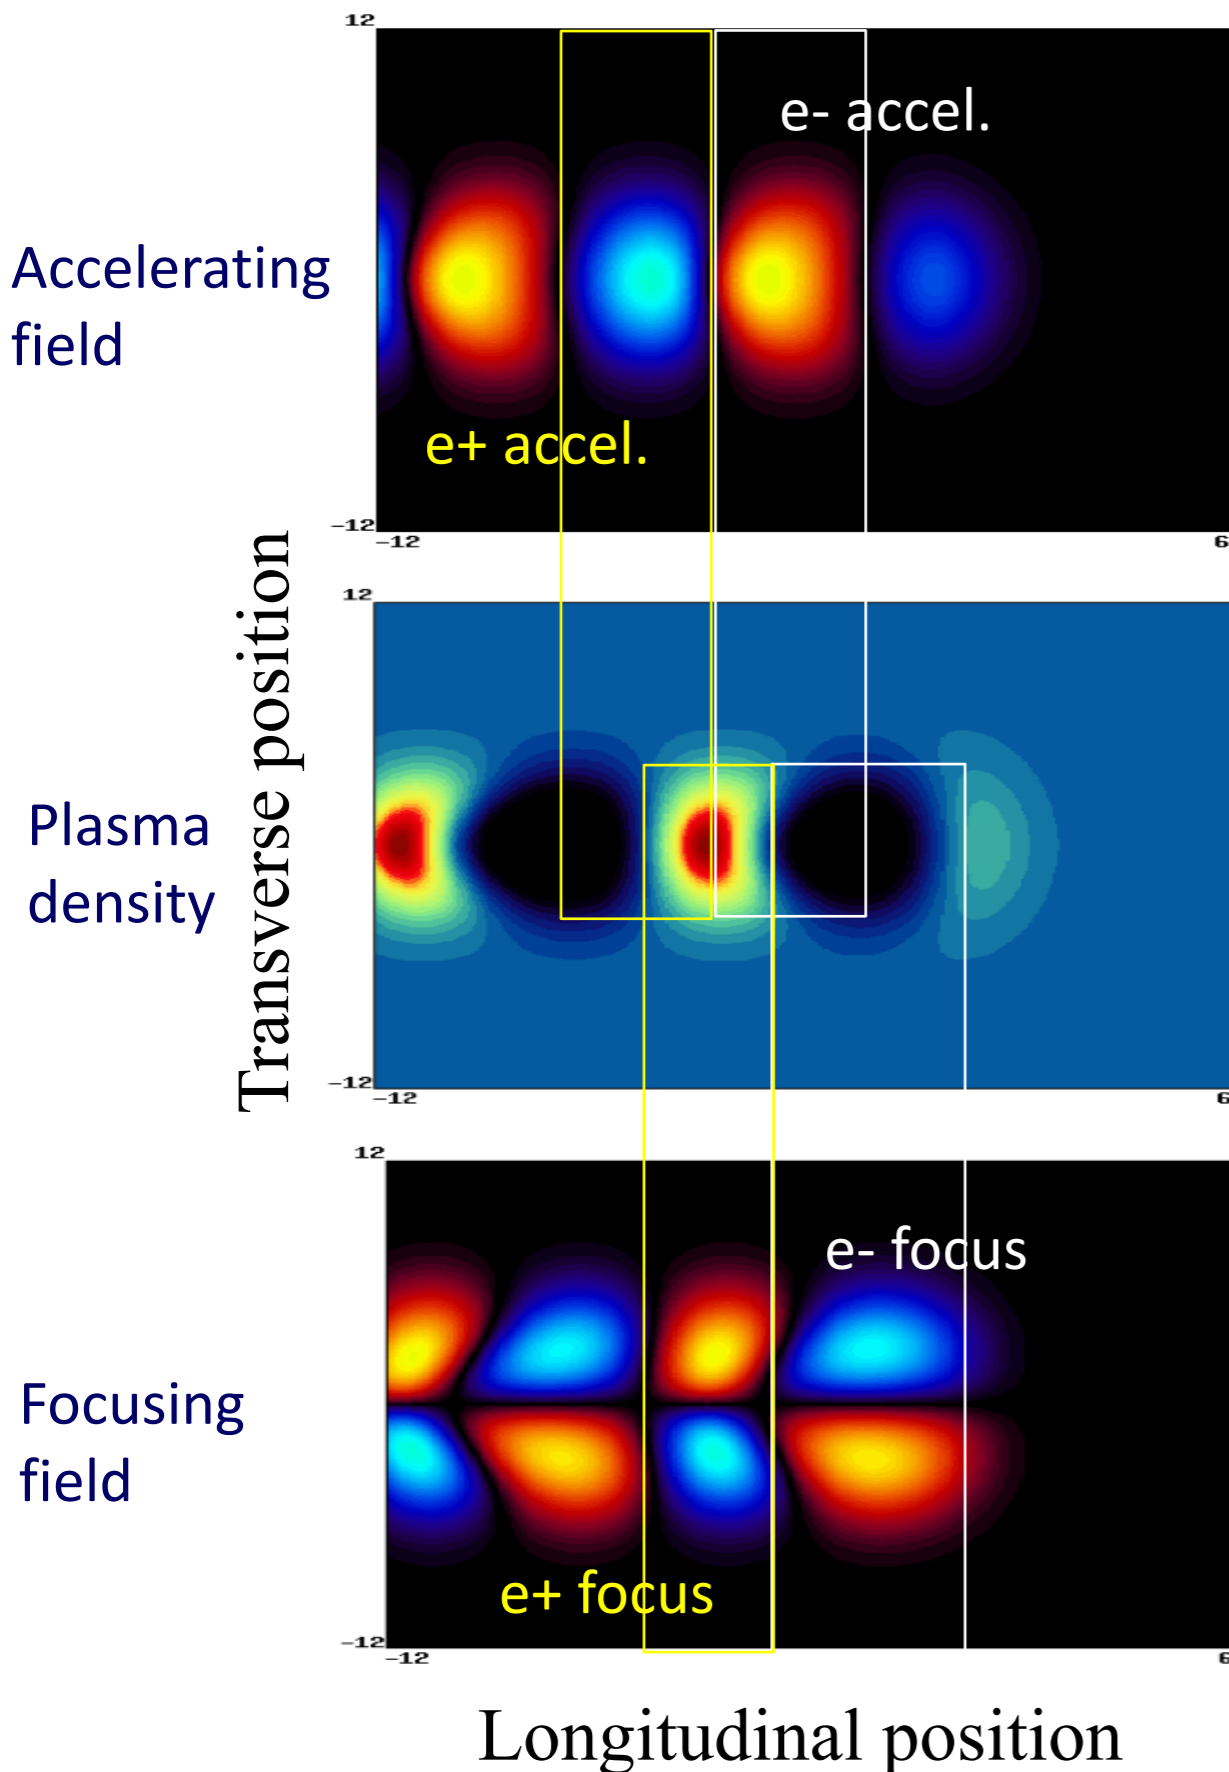 12
e- accel.
Accelerating
field
e+ accel.
-12
-12
6
Transverse position
12
Plasma
density
-12
-12
6
12
e- focus
Focusing
field
e+ focus
-12
-12
6
Longitudinal position